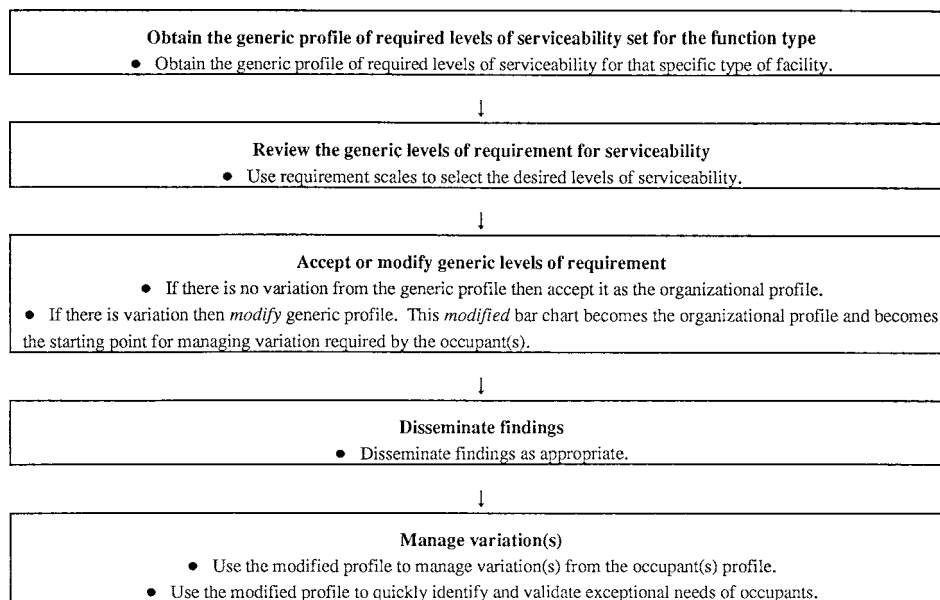 Obtain the generic profile of required levels of serviceability set for the function type
● Obtain the generic profile of required levels of serviceability for that specific type of facility.
↓
Review the generic levels of requirement for serviceability
● Use requirement scales to select the desired levels of serviceability.
↓
Accept or modify generic levels of requirement
● If there is no variation from the generic profile then accept it as the organizational profile.
● If there is variation then modify generic profile. This modified bar chart becomes the organizational profile and becomes
the starting point for managing variation required by the occupant(s).
↓
Disseminate findings
● Disseminate findings as appropriate.
↓
Manage variation(s)
● Use the modified profile to manage variation(s) from the occupant(s) profile.
● Use the modified profile to quickly identify and validate exceptional needs of occupants.